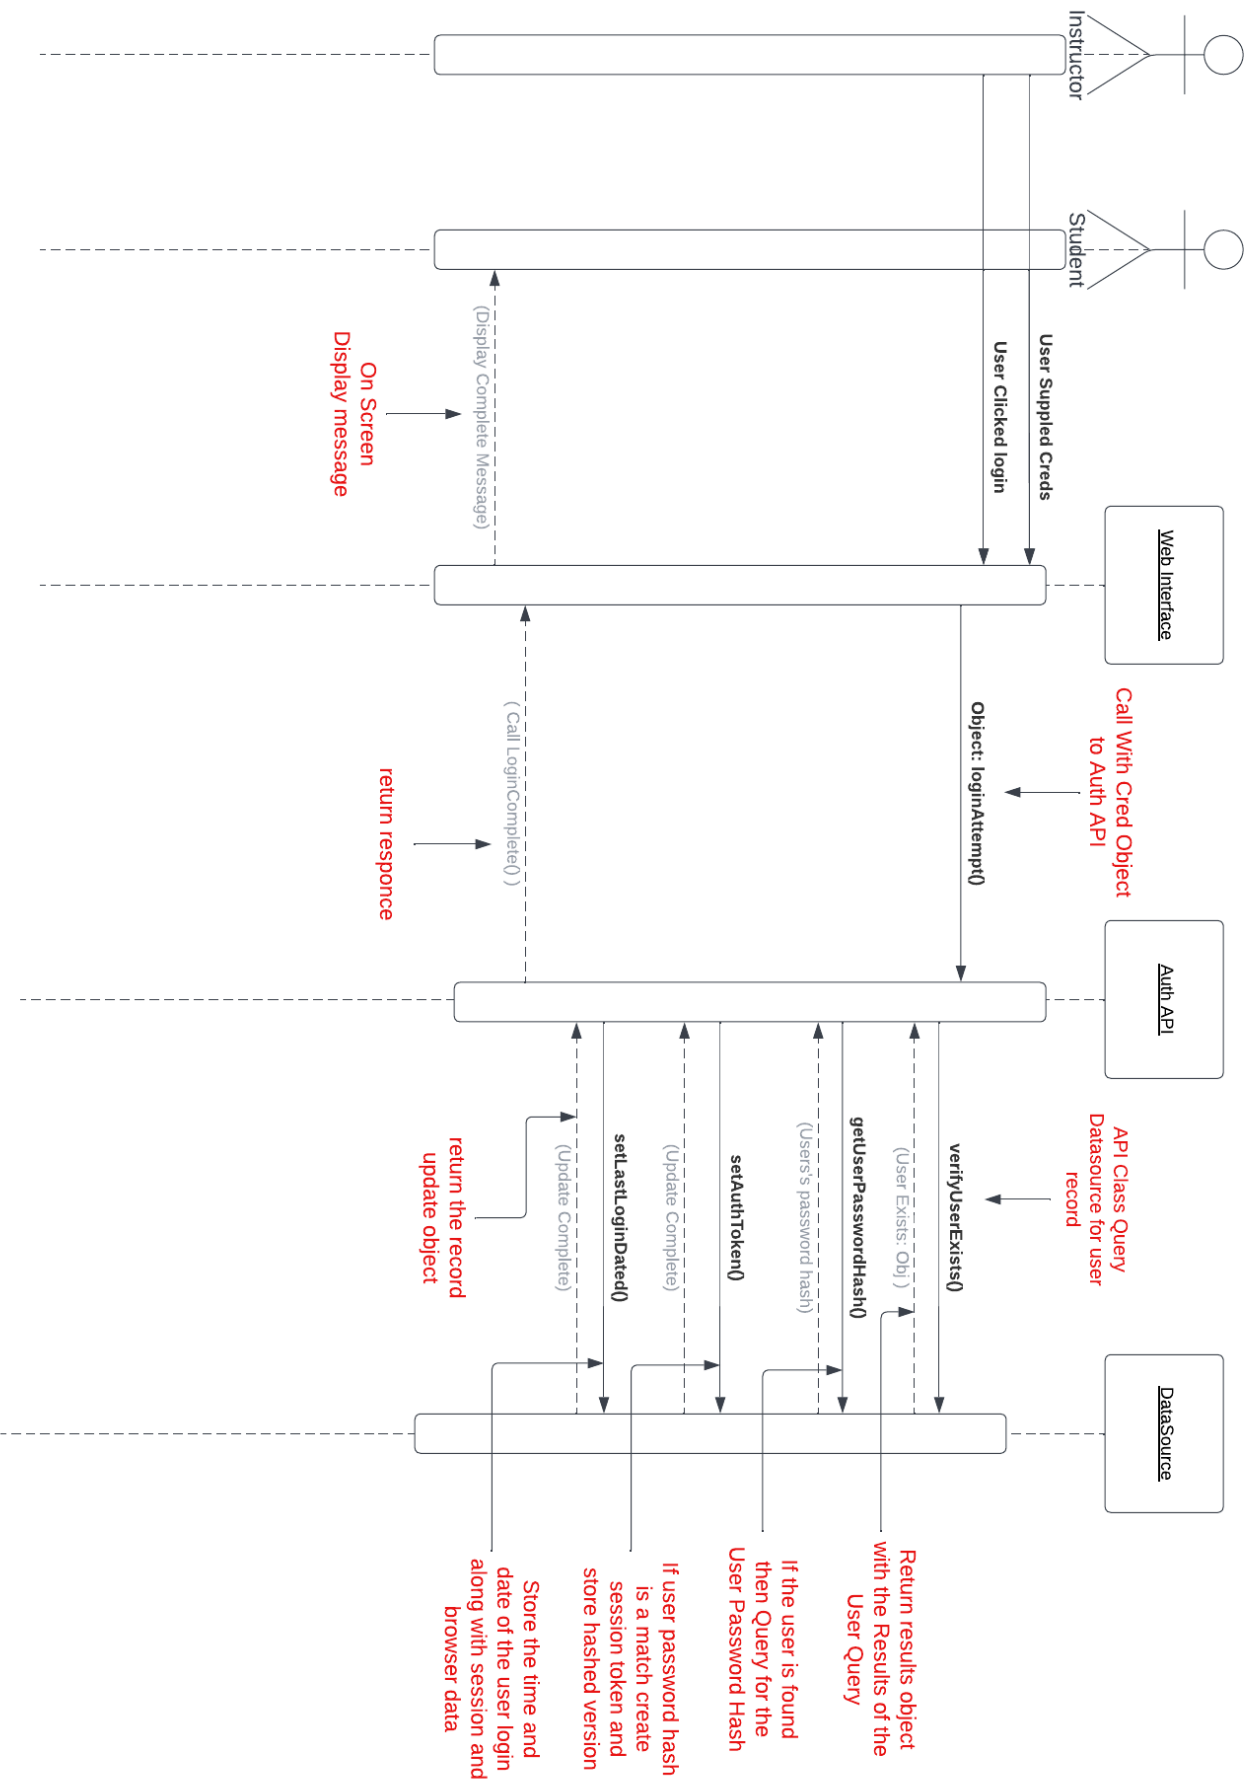 Instructor
Student
Web Interface
Auth API
DataSource
User Suppled Creds
User Clicked login
Call With Cred Object
to Auth API
Object: loginAttempt()
API Class Query
Datasource for user
record
verifyUserExists()
(User Exists: Obj )
Return results object
with the Results of the
User Query
getUserPasswordHash()
(Users's password hash)
If the user is found
then Query for the
User Password Hash
setAuthToken()
(Update Complete)
If user password hash
is a match create
session token and
store hashed version
setLastLoginDated()
(Update Complete)
Store the time and
date of the user login
along with session and
browser data
return the record
update object
( Call LoginComplete() )
return responce
(Display Complete Message)
On Screen
Display message